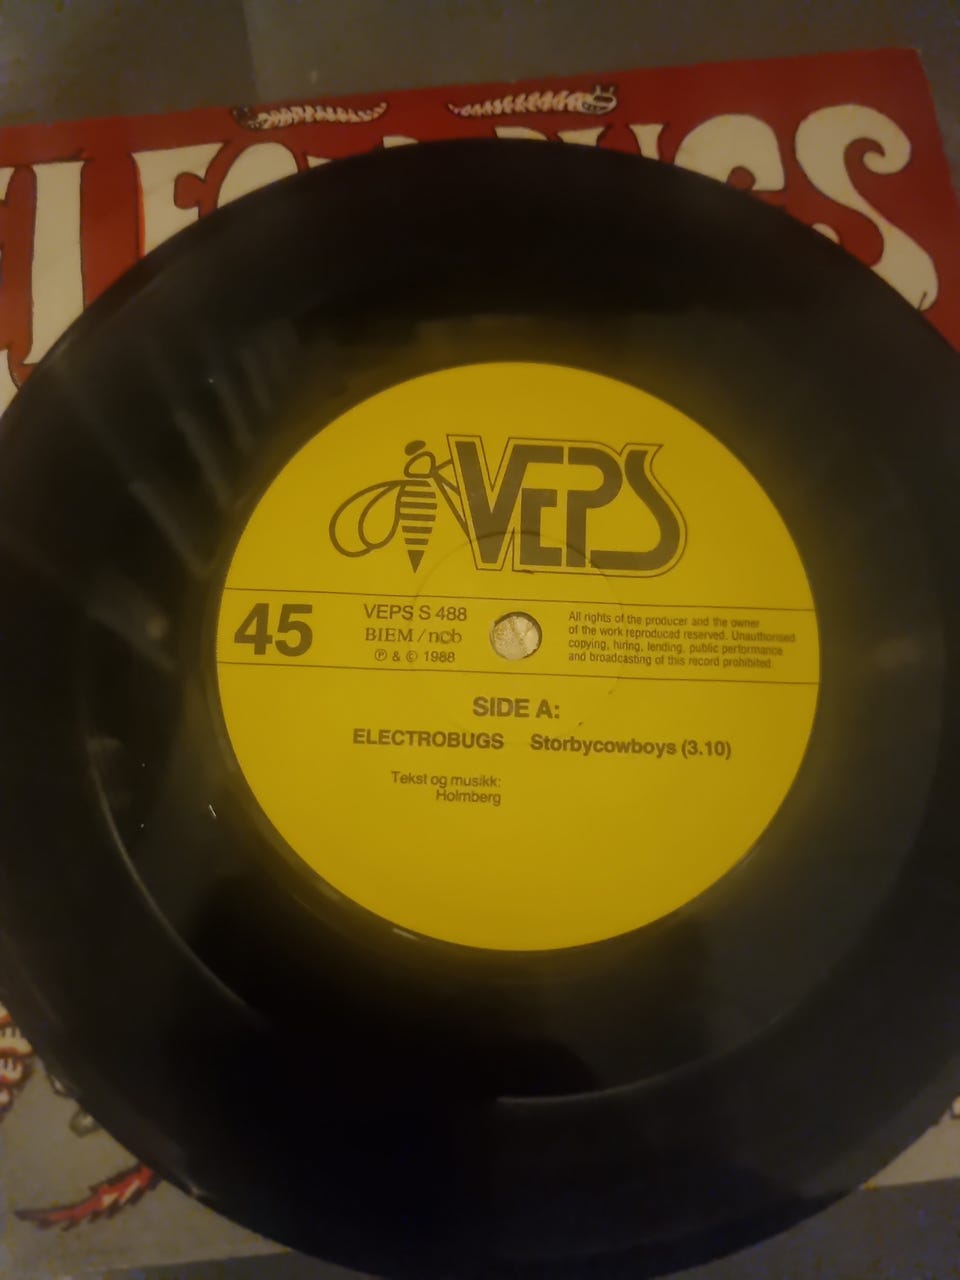 VEPS
45
VEPS S 488
BIEM/ncb
Ⓟ & © 1988
All rights of the producer and the owner
of the work reproduced reserved. Unauthorised
copying, hiring, lending, public performance
and broadcasting of this record prohibited.
SIDE A:
ELECTROBUGS Storbycowboys (3.10)
Tekst og musikk:
Holmberg